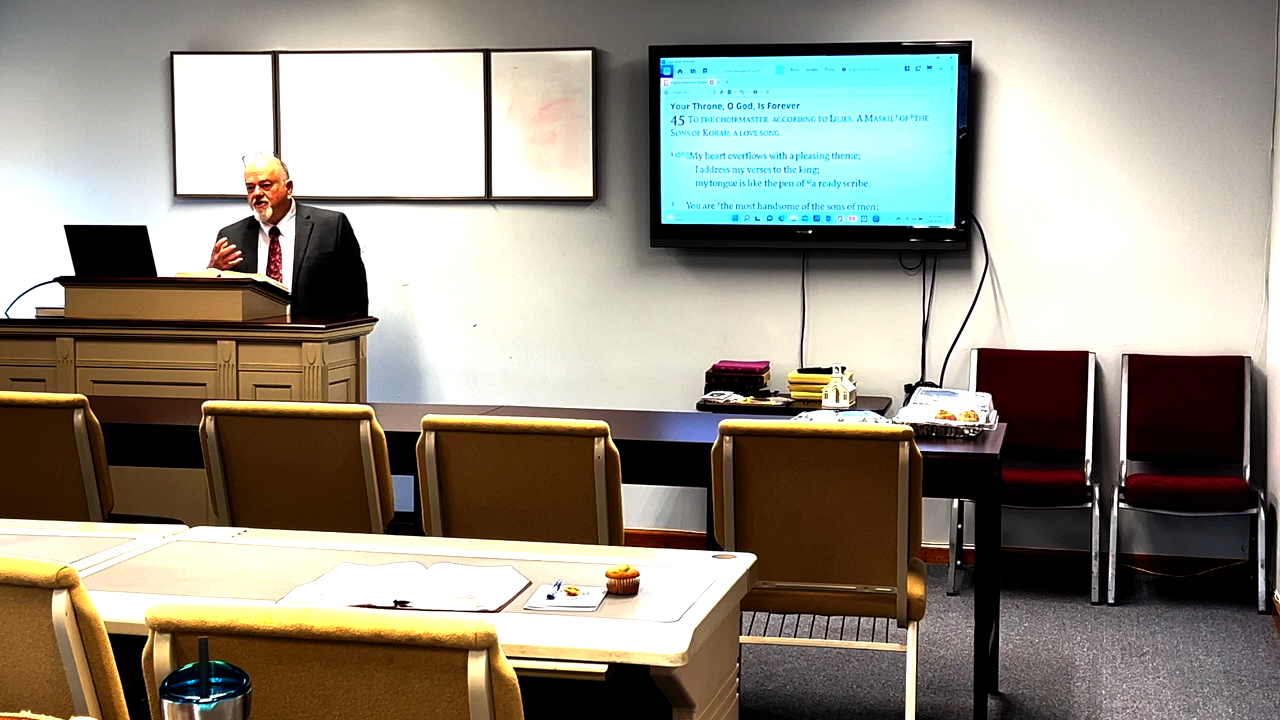 Your Throne, O God, Is Forever
45 TO THE CHOIRMASTER: ACCORDING TO LILIES. A MASKIL OF THE
SONS OF KORAH; A LOVE SONG.
My heart overflows with a pleasing theme;
I address my verses to the king;
my tongue is like the pen of a ready scribe.
You are the most handsome of the sons of men;